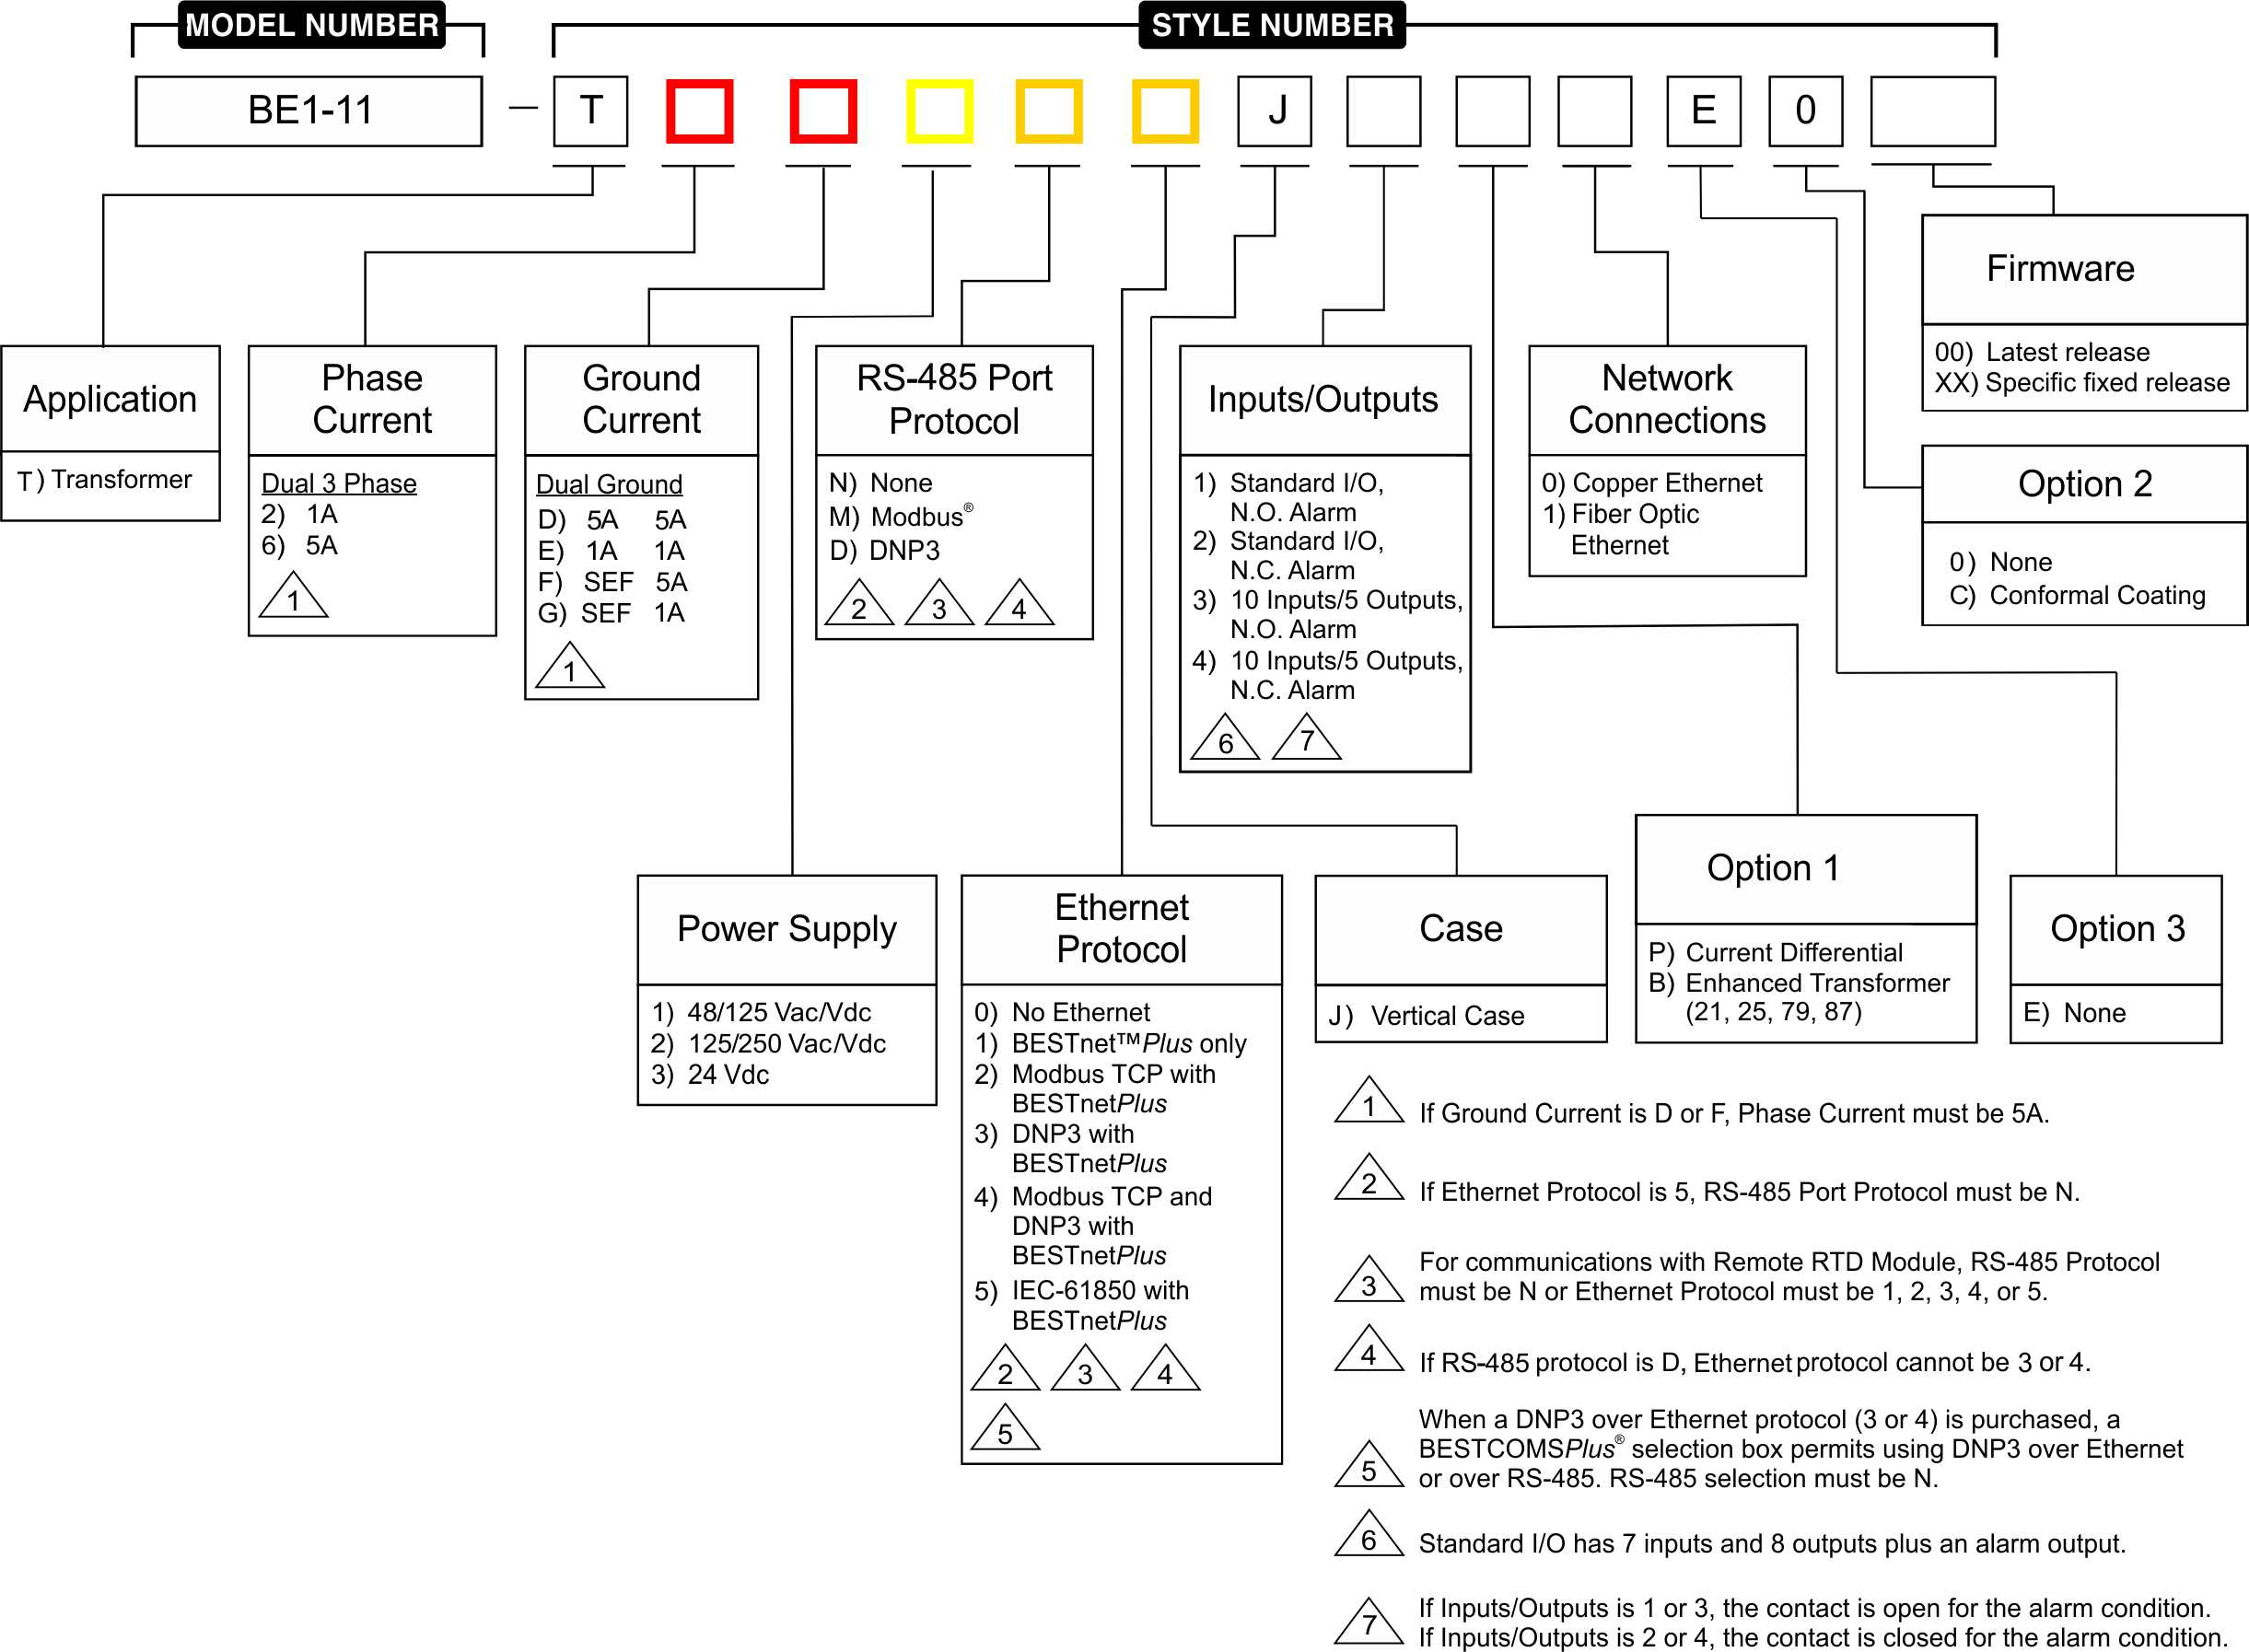 MODEL NUMBER
STYLE NUMBER
BE1-11 — T J E 0
Application
T) Transformer
Phase
Current
Dual 3 Phase
2) 1A
6) 5A
1
Ground
Current
Dual Ground
D) 5A 5A
E) 1A 1A
F) SEF 5A
G) SEF 1A
1
RS-485 Port
Protocol
N) None
M) Modbus®
D) DNP3
2 3 4
Inputs/Outputs
1) Standard I/O,
N.O. Alarm
2) Standard I/O,
N.C. Alarm
3) 10 Inputs/5 Outputs,
N.O. Alarm
4) 10 Inputs/5 Outputs,
N.C. Alarm
6 7
Network
Connections
0) Copper Ethernet
1) Fiber Optic
Ethernet
Firmware
00) Latest release
XX) Specific fixed release
Option 2
0) None
C) Conformal Coating
Power Supply
1) 48/125 Vac/Vdc
2) 125/250 Vac/Vdc
3) 24 Vdc
Ethernet
Protocol
0) No Ethernet
1) BESTnet™Plus only
2) Modbus TCP with
BESTnetPlus
3) DNP3 with
BESTnetPlus
4) Modbus TCP and
DNP3 with
BESTnetPlus
5) IEC-61850 with
BESTnetPlus
2 3 4
5
Case
J) Vertical Case
Option 1
P) Current Differential
B) Enhanced Transformer
(21, 25, 79, 87)
Option 3
E) None
1 If Ground Current is D or F, Phase Current must be 5A.
2 If Ethernet Protocol is 5, RS-485 Port Protocol must be N.
For communications with Remote RTD Module, RS-485 Protocol
3 must be N or Ethernet Protocol must be 1, 2, 3, 4, or 5.
4 If RS-485 protocol is D, Ethernet protocol cannot be 3 or 4.
When a DNP3 over Ethernet protocol (3 or 4) is purchased, a
BESTCOMSPlus® selection box permits using DNP3 over Ethernet
5 or over RS-485. RS-485 selection must be N.
6 Standard I/O has 7 inputs and 8 outputs plus an alarm output.
7 If Inputs/Outputs is 1 or 3, the contact is open for the alarm condition.
If Inputs/Outputs is 2 or 4, the contact is closed for the alarm condition.